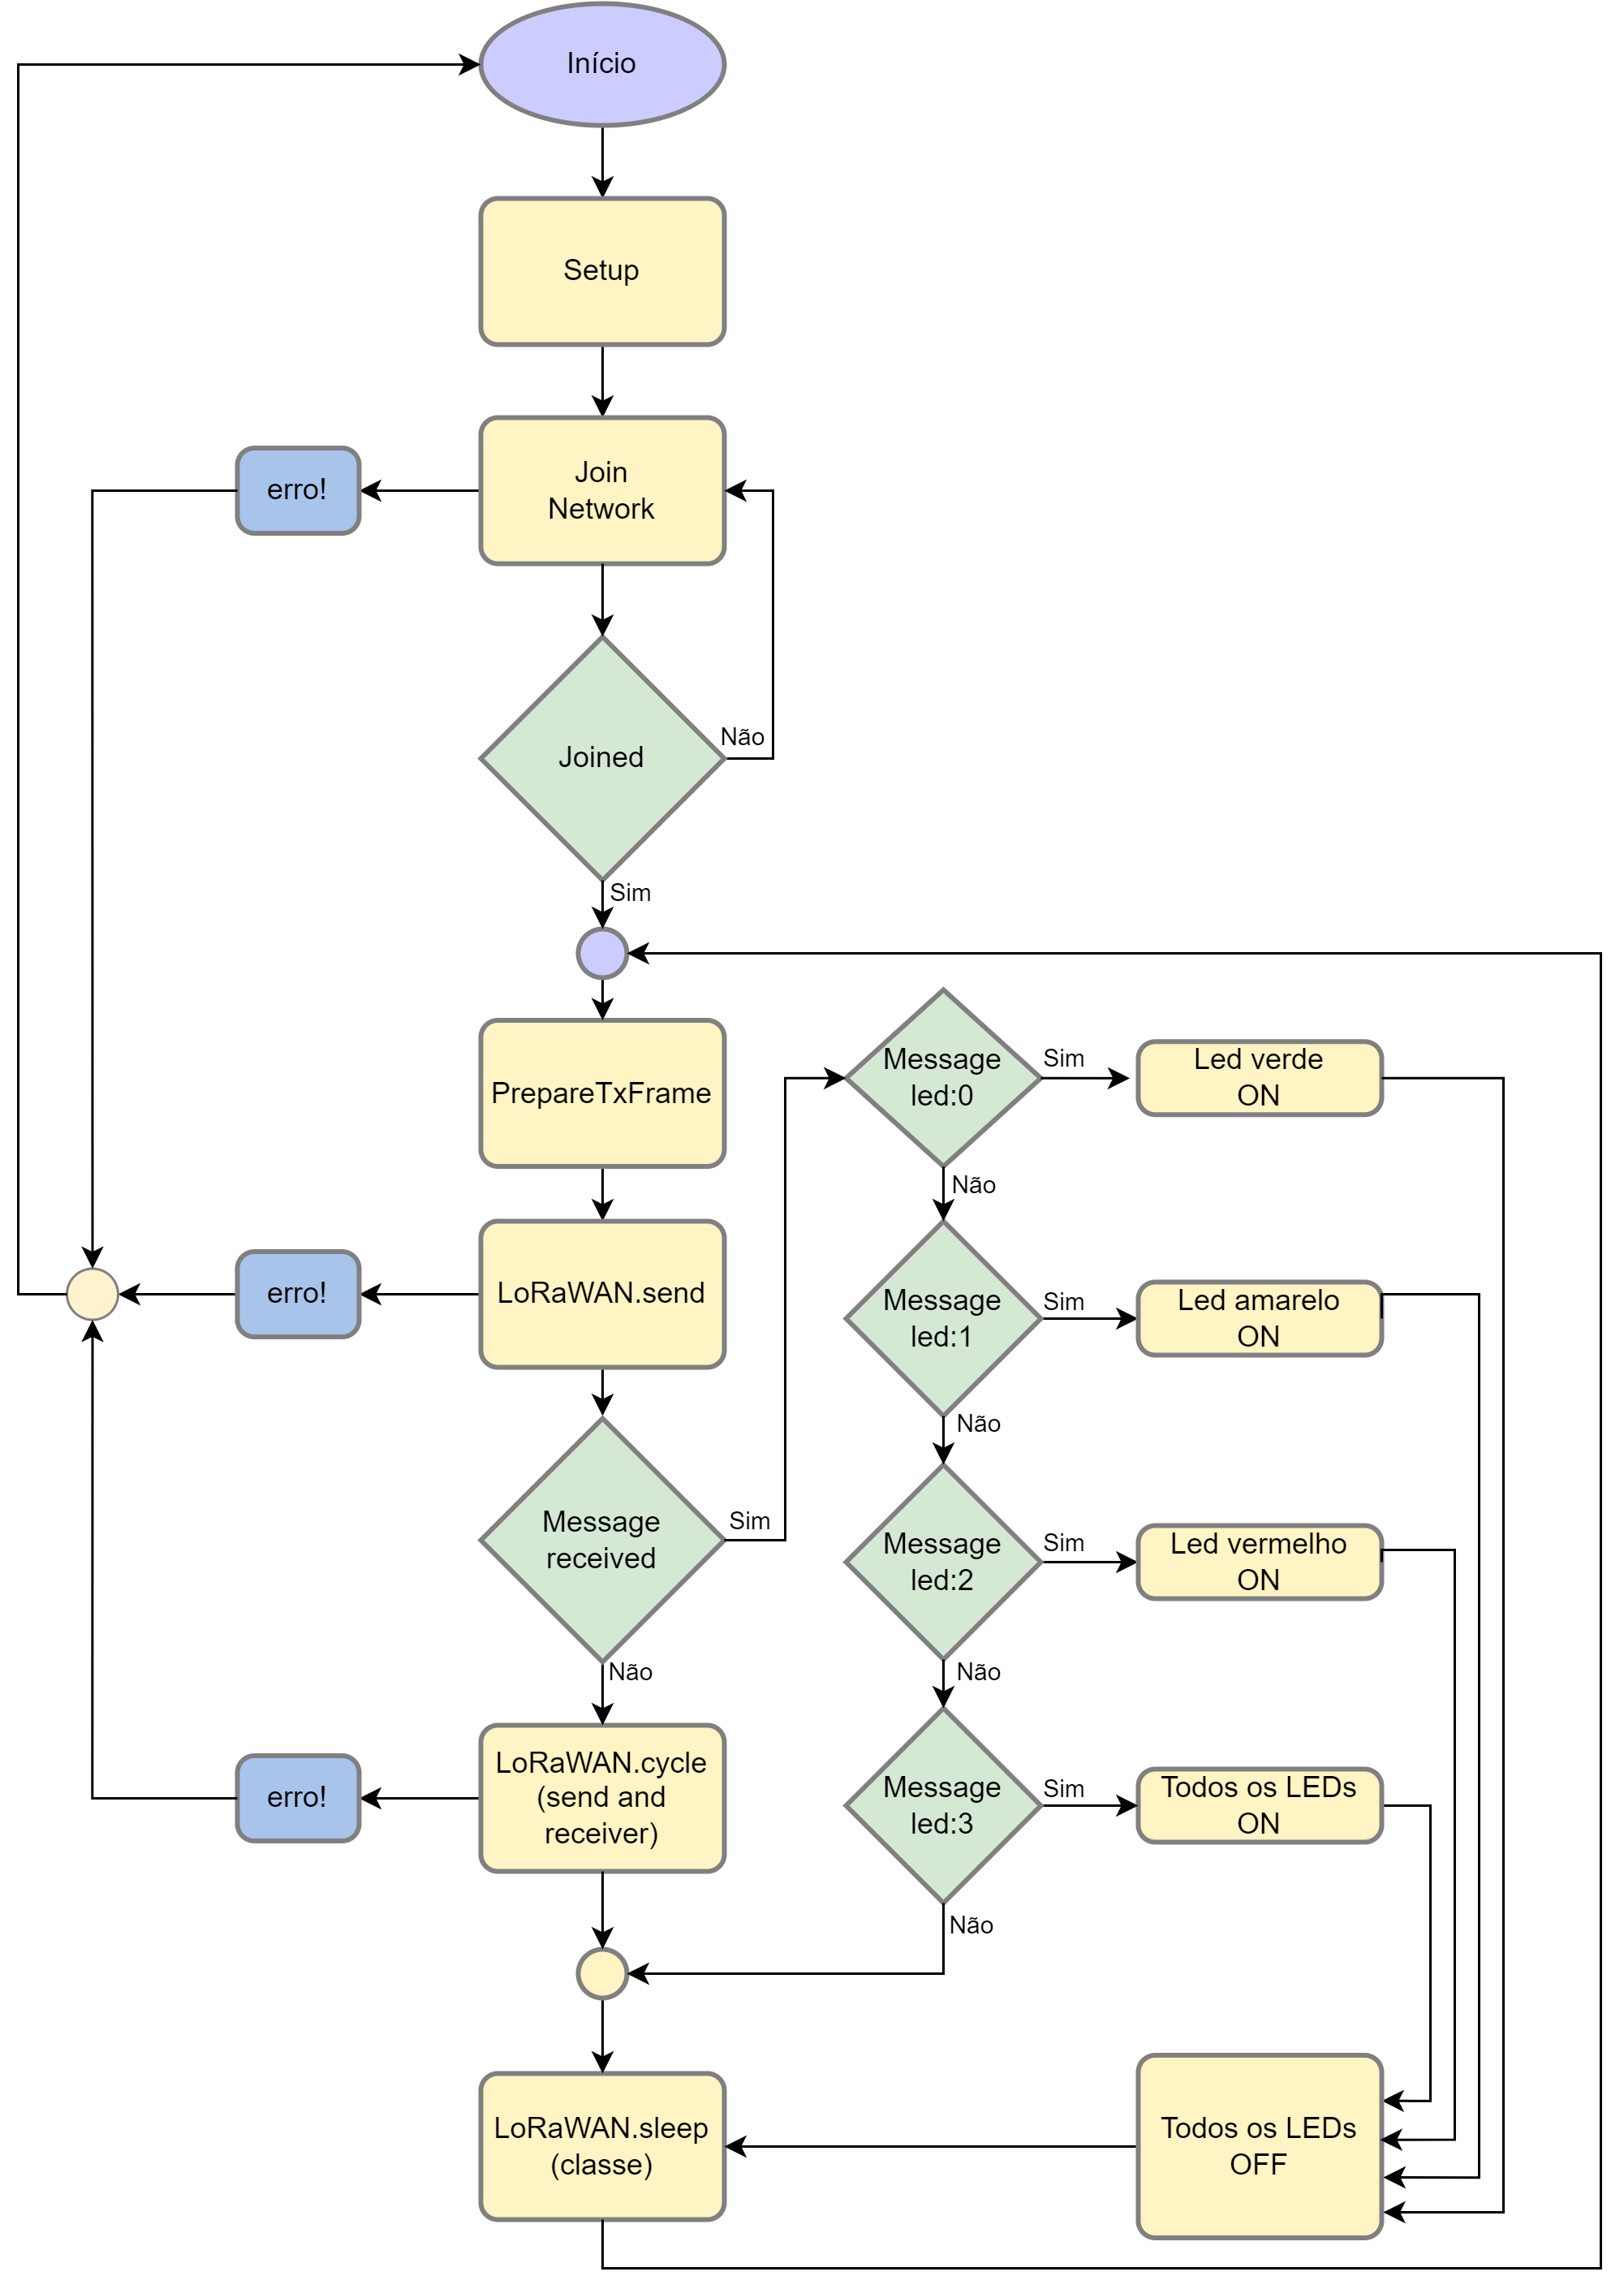 Início
Setup
Join
Network
erro!
Joined
Não
Sim
PrepareTxFrame
Message
led:0
Sim
Led verde
ON
Não
LoRaWAN.send
erro!
Message
led:1
Sim
Led amarelo
ON
Não
Message
received
Sim
Message
led:2
Sim
Led vermelho
ON
Não
Não
LoRaWAN.cycle
(send and
receiver)
erro!
Message
led:3
Sim
Todos os LEDs
ON
Não
LoRaWAN.sleep
(classe)
Todos os LEDs
OFF